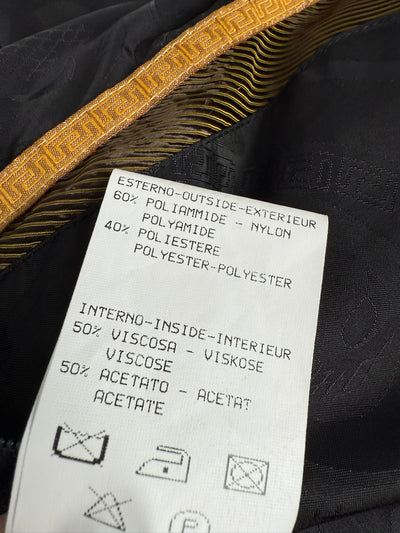 ESTERNO-OUTSIDE-EXTERIEUR
60% POLIAMMIDE - NYLON
POLYAMIDE
40% POLIESTERE
POLYESTER-POLYESTER
INTERNO-INSIDE-INTERIEUR
50% VISCOSA - VISKOSE
VISCOSE
50% ACETATO - ACETAT
ACETATE
F